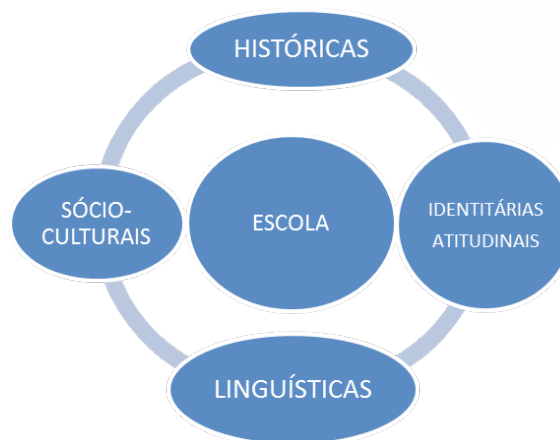 HISTÓRICAS
SÓCIO-
CULTURAIS
ESCOLA
IDENTITÁRIAS
ATITUDINAIS
LINGUÍSTICAS